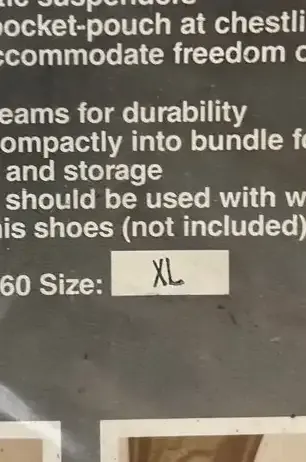 ocket-pouch at chestli
ccommodate freedom
eams for durability
ompactly into bundle f
and storage
should be used with w
is shoes (not included)
60 Size: XL